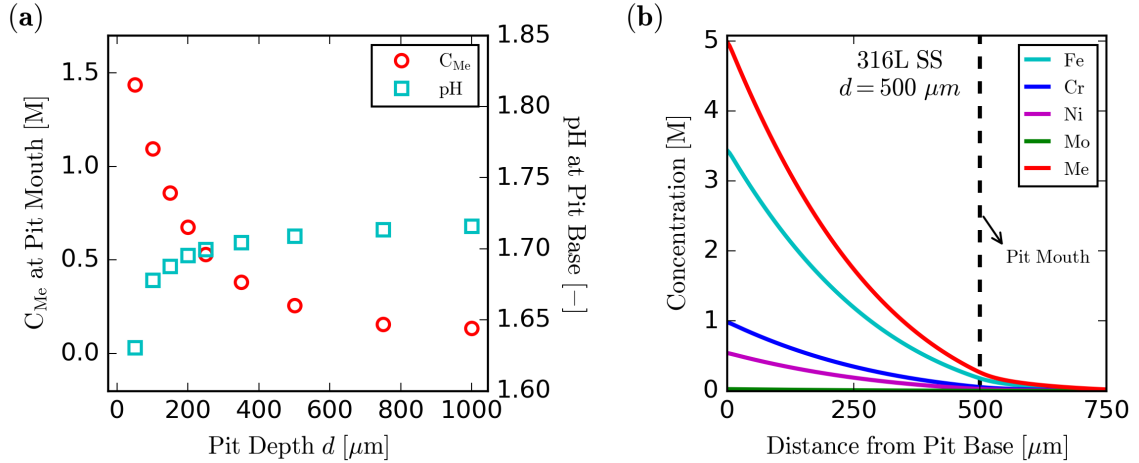 (a)
C_Me at Pit Mouth [M]
1.5
1.0
0.5
0.0
C_Me
pH
1.85
1.80
1.75
1.70
1.65
1.60
pH at Pit Base [−]
0 200 400 600 800 1000
Pit Depth d [μm]
(b)
Concentration [M]
5
4
3
2
1
0
316L SS
d = 500 μm
Fe
Cr
Ni
Mo
Me
Pit Mouth
0 250 500 750
Distance from Pit Base [μm]